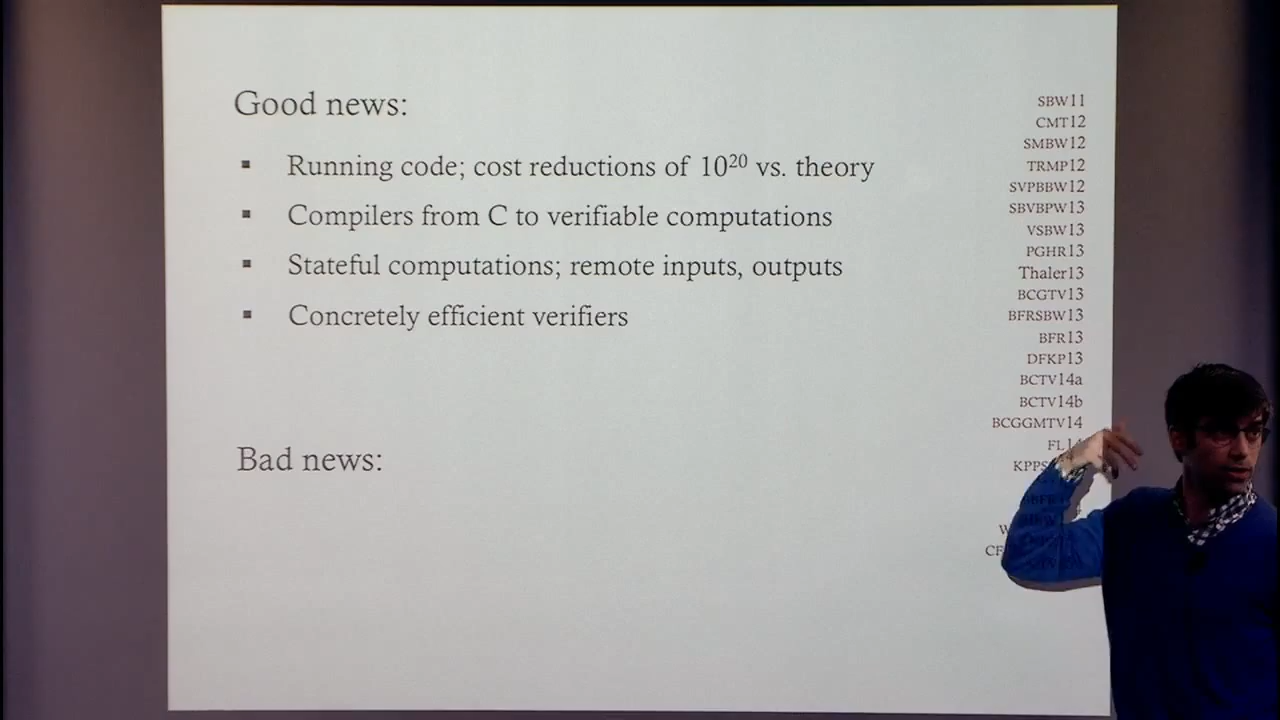 Good news:
▪ Running code; cost reductions of 10²⁰ vs. theory
▪ Compilers from C to verifiable computations
▪ Stateful computations; remote inputs, outputs
▪ Concretely efficient verifiers
Bad news:
SBW11
CMT12
SMBW12
TRMP12
SVPBBW12
SBVBPW13
VSBW13
PGHR13
Thaler13
BCGTV13
BFRSBW13
BFR13
DFKP13
BCTV14a
BCTV14b
BCGGMTV14